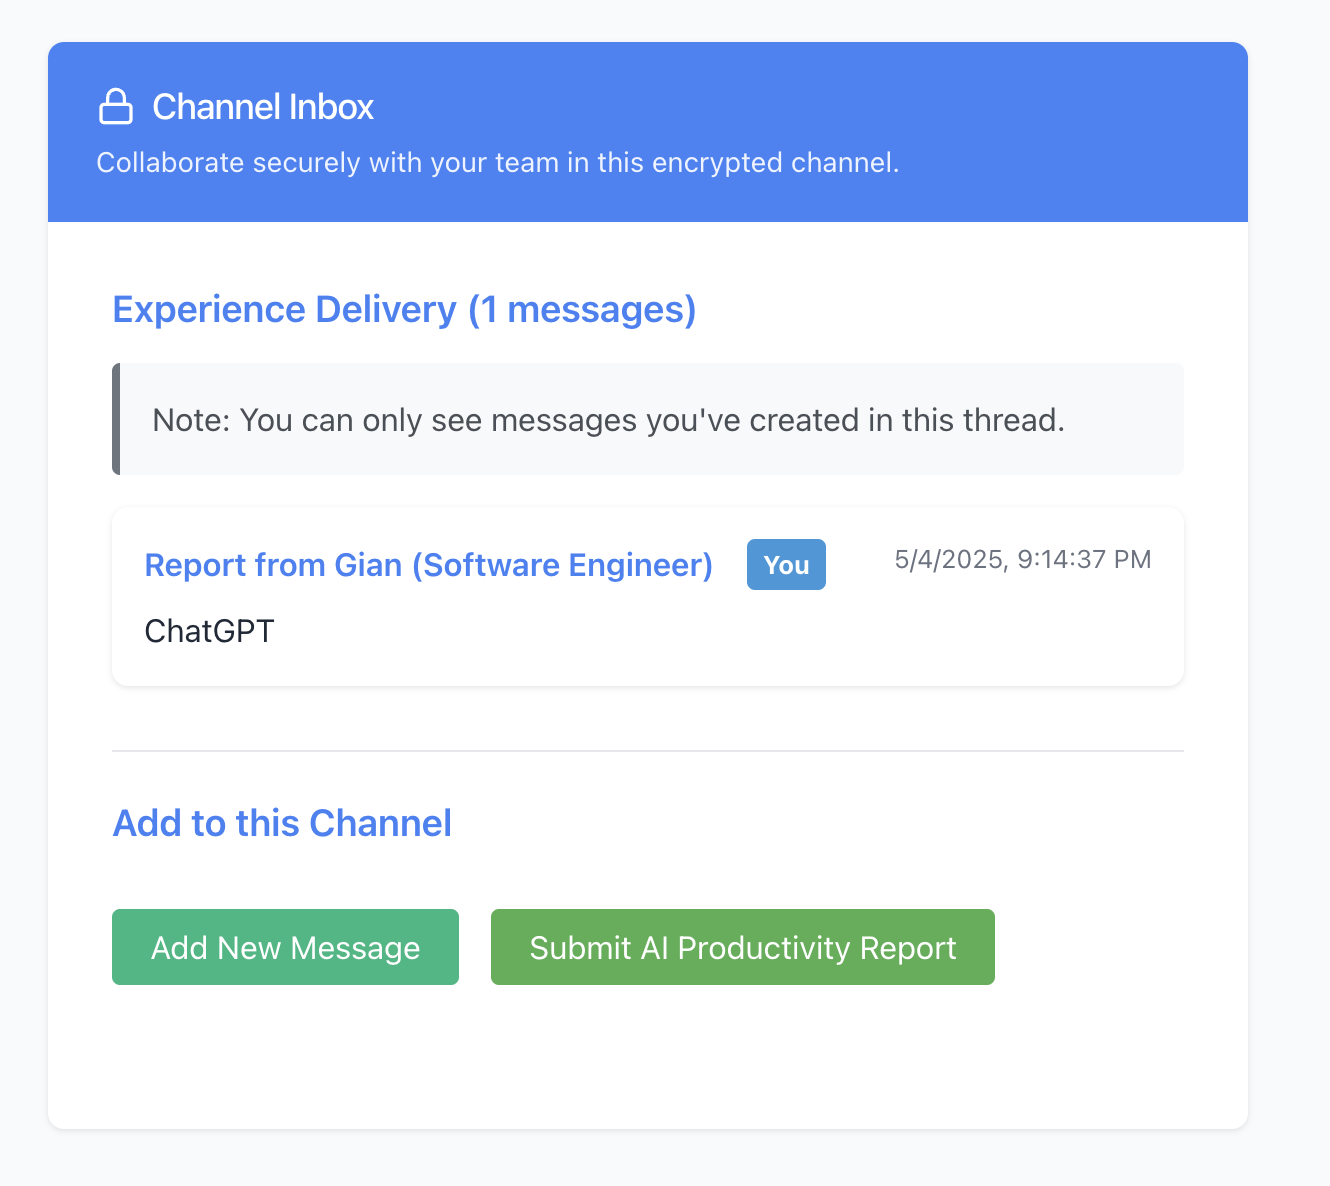 Channel Inbox
Collaborate securely with your team in this encrypted channel.
Experience Delivery (1 messages)
Note: You can only see messages you've created in this thread.
Report from Gian (Software Engineer) You 5/4/2025, 9:14:37 PM
ChatGPT
Add to this Channel
Add New Message Submit AI Productivity Report